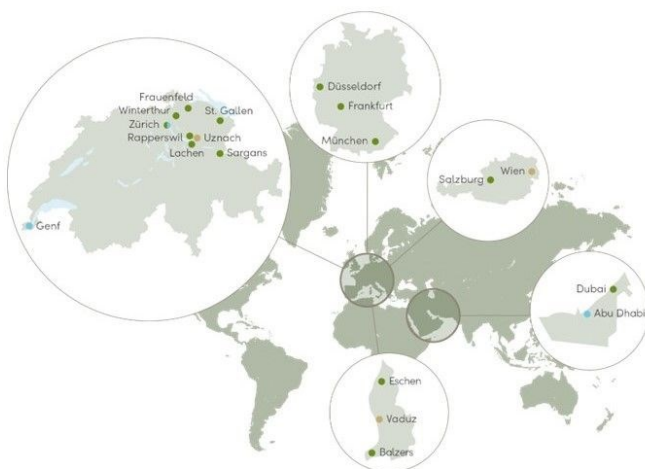 Frauenfeld
Winterthur
St. Gallen
Zürich
Rapperswil
Uznach
Lachen
Sargans
Genf
Düsseldorf
Frankfurt
München
Salzburg
Wien
Dubai
Abu Dhabi
Eschen
Vaduz
Balzers